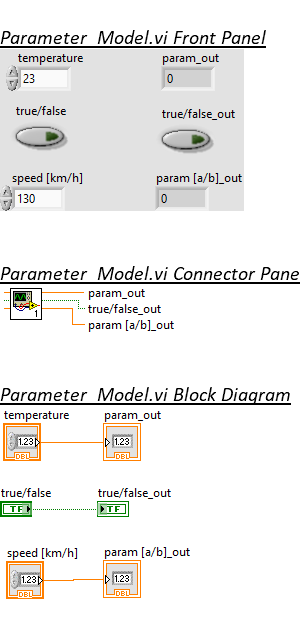 Parameter_Model.vi Front Panel
temperature param_out
23 0
true/false true/false_out
speed [km/h] param [a/b]_out
130 0
Parameter_Model.vi Connector Pane
param_out
true/false_out
param [a/b]_out
1
Parameter_Model.vi Block Diagram
temperature param_out
1.23 1.23
DBL DBL
true/false true/false_out
TF TF
speed [km/h] param [a/b]_out
1.23 1.23
DBL DBL